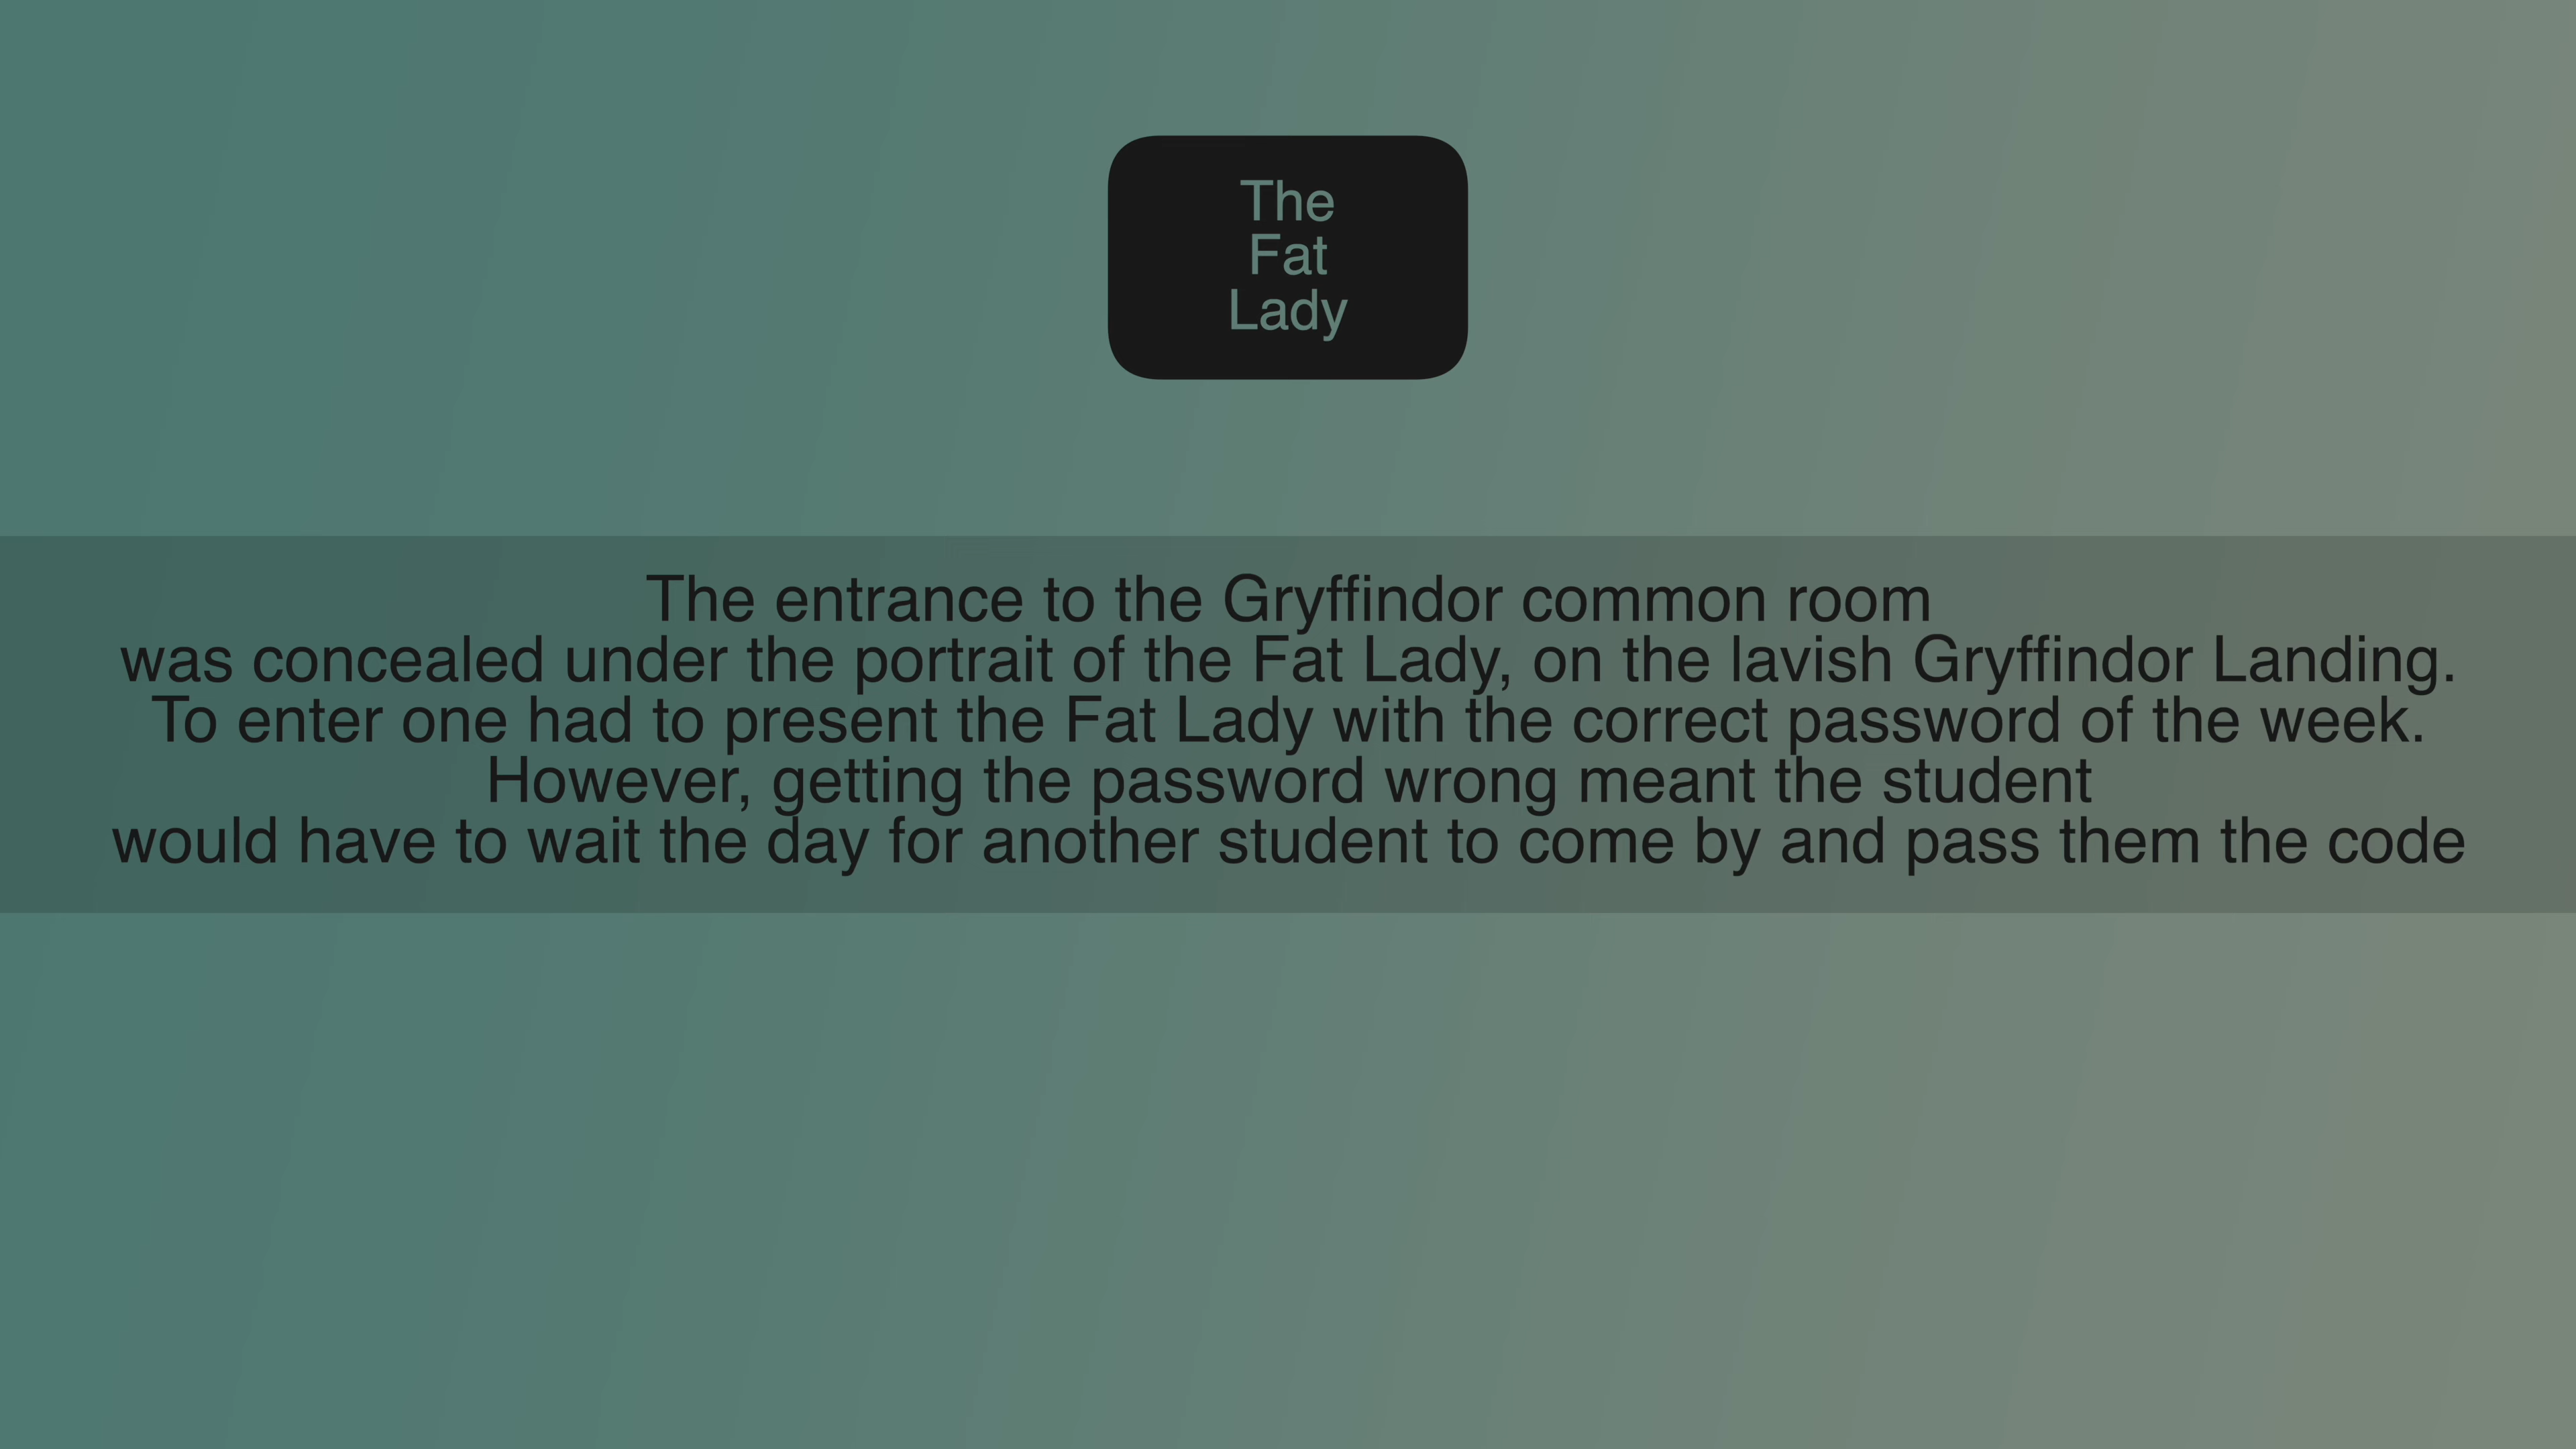 The
Fat
Lady
The entrance to the Gryffindor common room
was concealed under the portrait of the Fat Lady, on the lavish Gryffindor Landing.
To enter one had to present the Fat Lady with the correct password of the week.
However, getting the password wrong meant the student
would have to wait the day for another student to come by and pass them the code